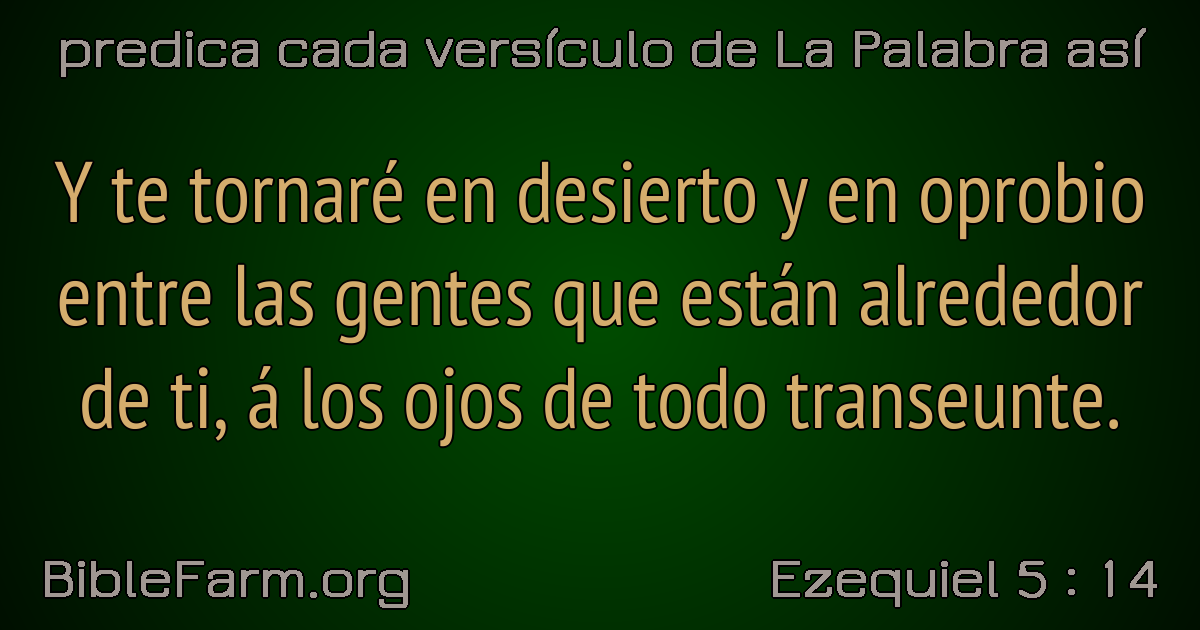 predica cada versículo de La Palabra así
Y te tornaré en desierto y en oprobio
entre las gentes que están alrededor
de ti, á los ojos de todo transeunte.
BibleFarm.org
Ezequiel 5 : 14